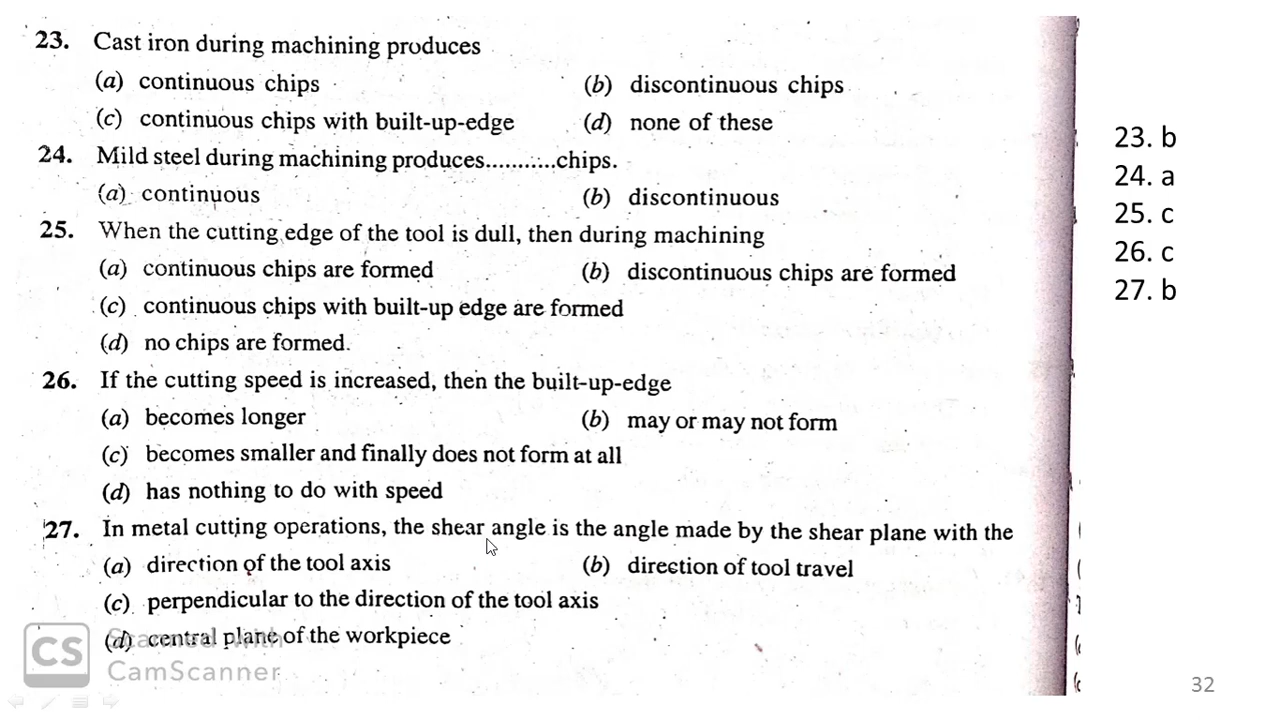 23. Cast iron during machining produces
(a) continuous chips (b) discontinuous chips
(c) continuous chips with built-up-edge (d) none of these
24. Mild steel during machining produces...........chips.
(a) continuous (b) discontinuous
25. When the cutting edge of the tool is dull, then during machining
(a) continuous chips are formed (b) discontinuous chips are formed
(c) continuous chips with built-up edge are formed
(d) no chips are formed.
26. If the cutting speed is increased, then the built-up-edge
(a) becomes longer (b) may or may not form
(c) becomes smaller and finally does not form at all
(d) has nothing to do with speed
27. In metal cutting operations, the shear angle is the angle made by the shear plane with the
(a) direction of the tool axis (b) direction of tool travel
(c) perpendicular to the direction of the tool axis
(d) central plane of the workpiece
CS Scanned with
CamScanner
23. b
24. a
25. c
26. c
27. b
32